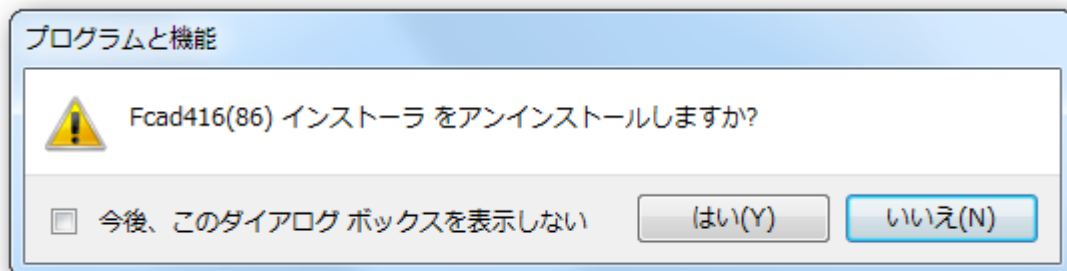 プログラムと機能
Fcad416(86) インストーラ をアンインストールしますか?
今後、このダイアログ ボックスを表示しない
はい(Y)
いいえ(N)